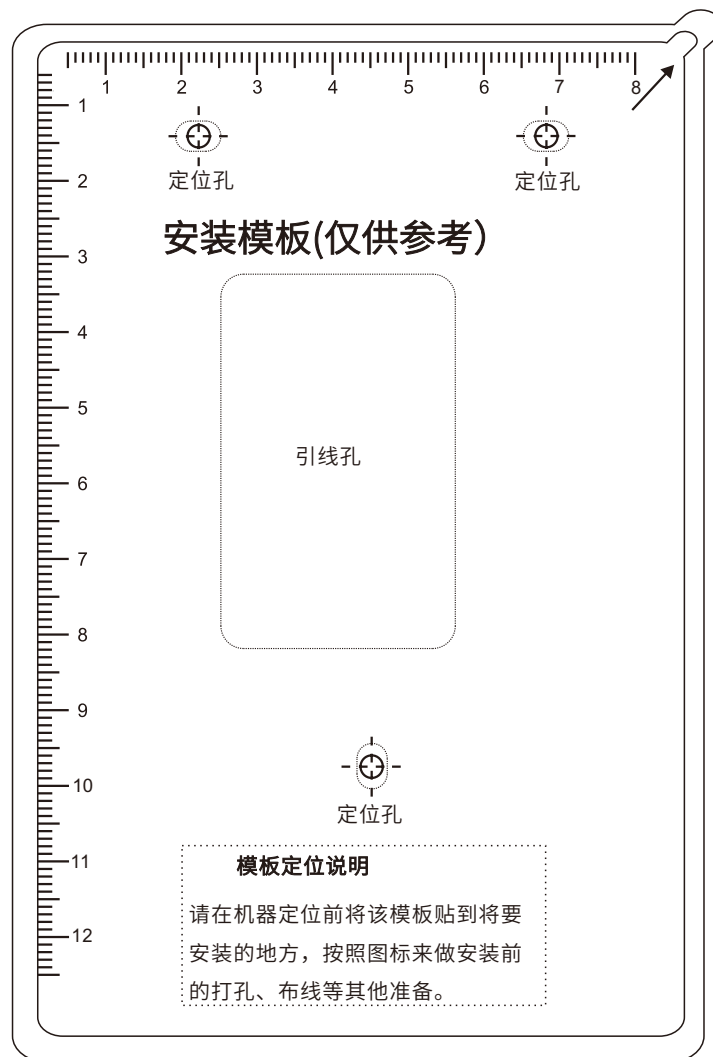 1 2 3 4 5 6 7 8
1
定位孔 定位孔
2
安装模板(仅供参考）
3
4
5
引线孔
6
7
8
9
10
定位孔
11
模板定位说明
请在机器定位前将该模板贴到将要
12
安装的地方，按照图标来做安装前
的打孔、布线等其他准备。